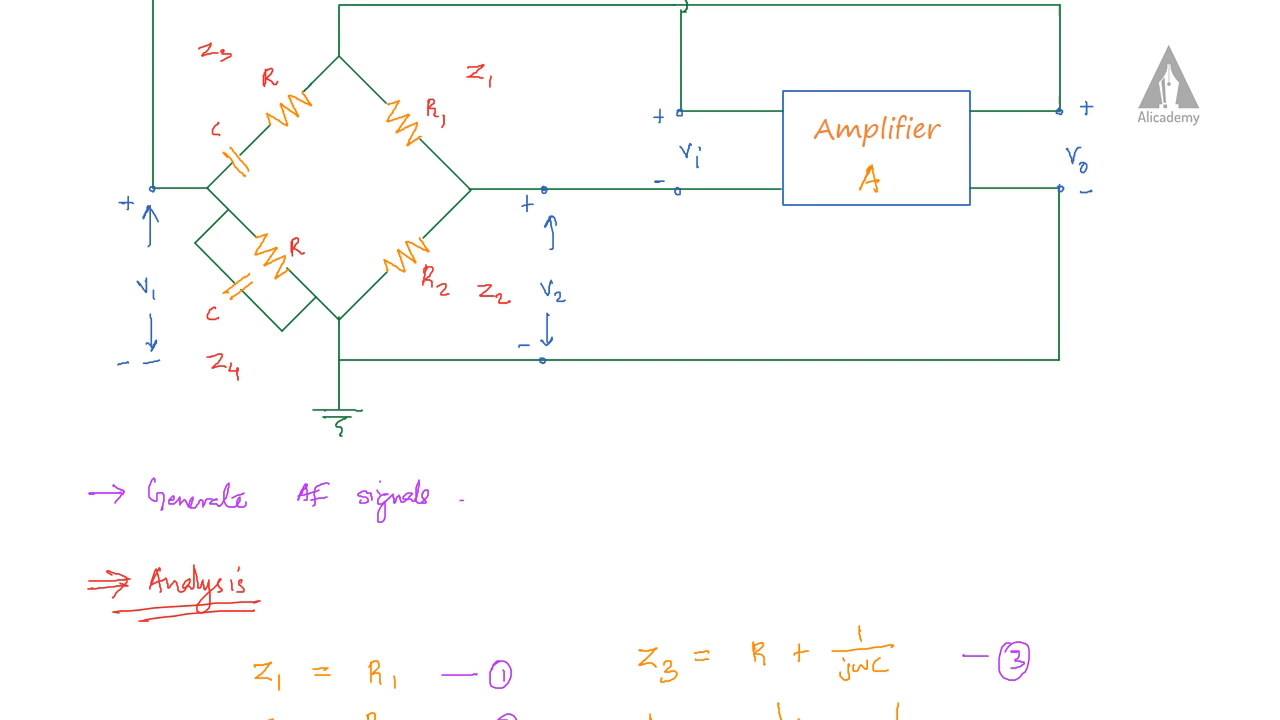 Z3
R
Z1
C
R1
+
+
Amplifier
Vi
Vo
A
-
-
Alicademy
+
+
R
V1
R2
Z2
V2
C
-
-
Z4
→ Generate AF signals .
⇒ Analysis
Z1 = R1 — ①
Z3 = R + 1/jωC — ③